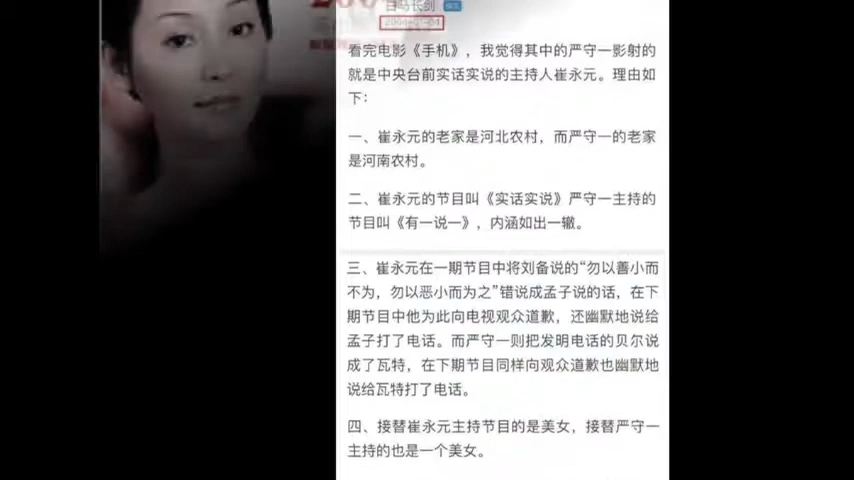 白马长剑
看完电影《手机》，我觉得其中的严守一影射的
就是中央台前实话实说的主持人崔永元。理由如
下：
一、崔永元的老家是河北农村，而严守一的老家
是河南农村。
二、崔永元的节目叫《实话实说》严守一主持的
节目叫《有一说一》，内涵如出一辙。
三、崔永元在一期节目中将刘备说的“勿以善小而
不为，勿以恶小而为之”错说成孟子说的话，在下
期节目中他为此向电视观众道歉，还幽默地说给
孟子打了电话。而严守一则把发明电话的贝尔说
成了瓦特，在下期节目同样向观众道歉也幽默地
说给瓦特打了电话。
四、接替崔永元主持节目的是美女，接替严守一
主持的也是一个美女。